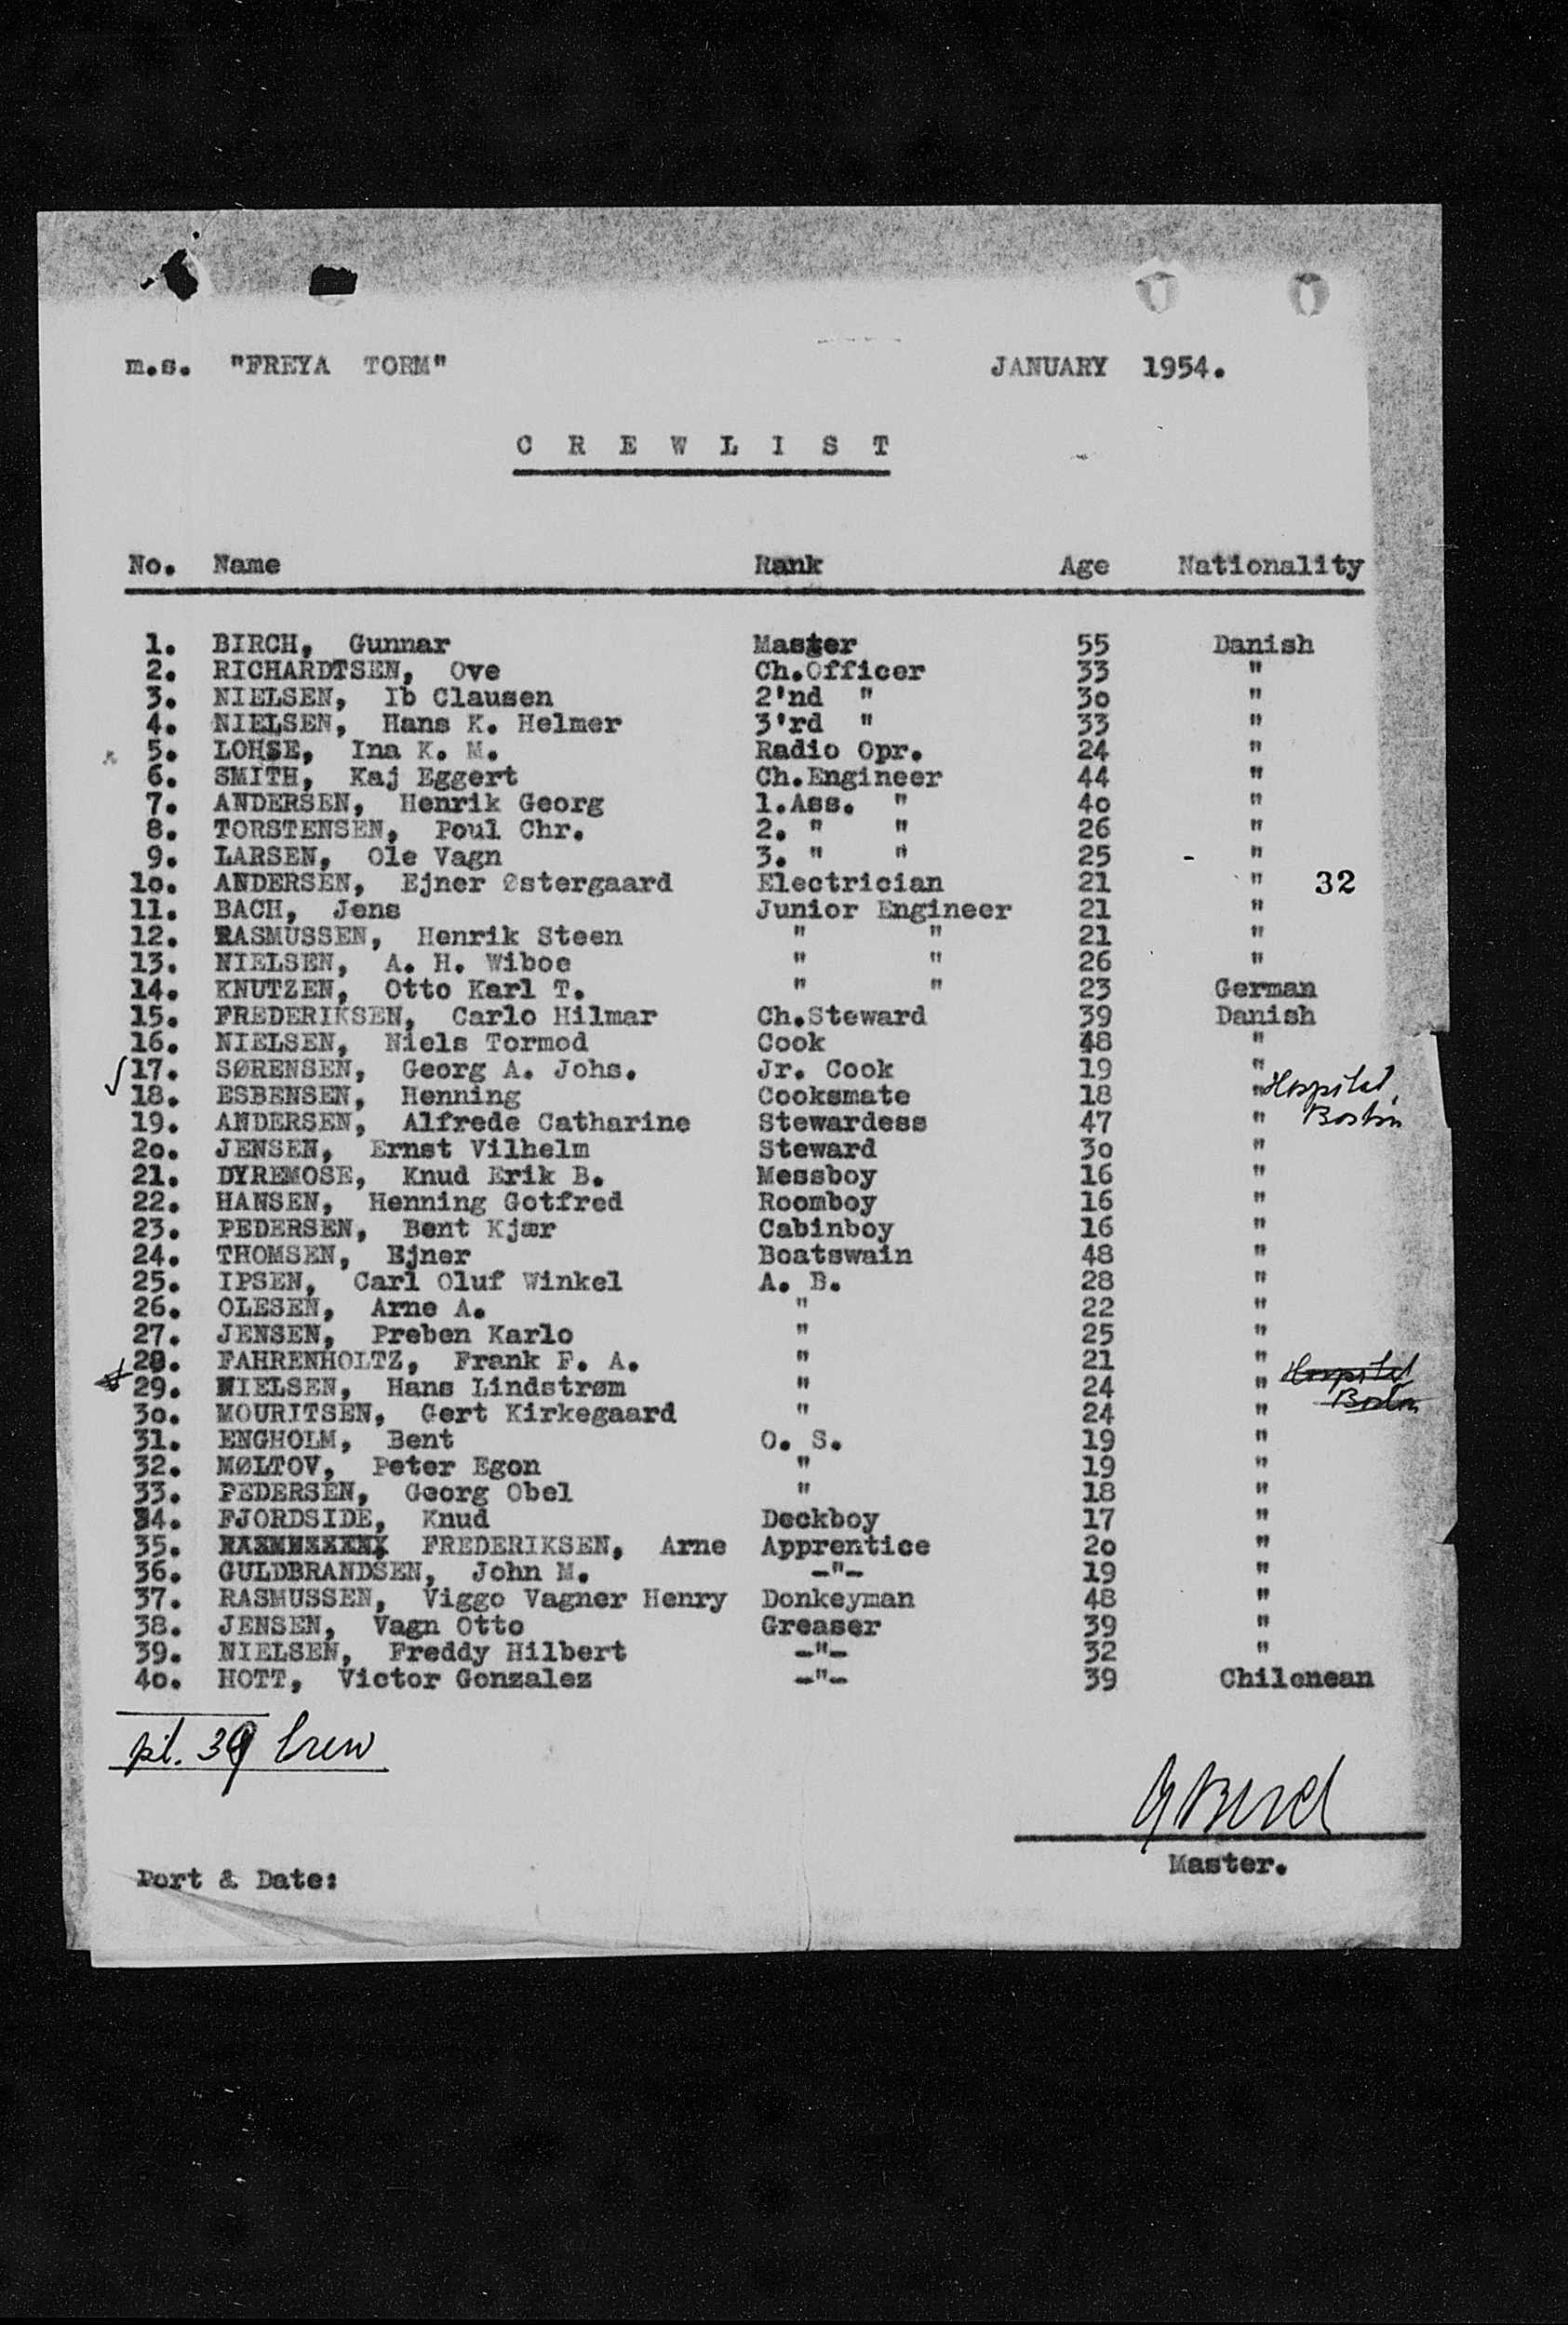 m.s. "FREYA TORM" JANUARY 1954.
C R E W L I S T
No. Name Rank Age Nationality
1. BIRCH, Gunnar Master 55 Danish
2. RICHARDTSEN, Ove Ch.Officer 33 "
3. NIELSEN, Ib Clausen 2'nd " 3o "
4. NIELSEN, Hans K. Helmer 3'rd " 33 "
5. LOHSE, Ina K. M. Radio Opr. 24 "
6. SMITH, Kaj Eggert Ch.Engineer 44 "
7. ANDERSEN, Henrik Georg 1.Ass. " 4o "
8. TORSTENSEN, Poul Chr. 2. " " 26 "
9. LARSEN, Ole Vagn 3. " " 25 "
1o. ANDERSEN, Ejner Østergaard Electrician 21 " 32
11. BACH, Jens Junior Engineer 21 "
12. RASMUSSEN, Henrik Steen " " 21 "
13. NIELSEN, A. H. Wiboe " " 26 "
14. KNUTZEN, Otto Karl T. " " 23 German
15. FREDERIKSEN, Carlo Hilmar Ch.Steward 39 Danish
16. NIELSEN, Niels Tormod Cook 48 "
17. SØRENSEN, Georg A. Johs. Jr. Cook 19 "
18. ESBENSEN, Henning Cooksmate 18 " Hospital,
19. ANDERSEN, Alfrede Catharine Stewardess 47 " Boston
2o. JENSEN, Ernst Vilhelm Steward 3o "
21. DYREMOSE, Knud Erik B. Messboy 16 "
22. HANSEN, Henning Gotfred Roomboy 16 "
23. PEDERSEN, Bent Kjær Cabinboy 16 "
24. THOMSEN, Ejner Boatswain 48 "
25. IPSEN, Carl Oluf Winkel A. B. 28 "
26. OLESEN, Arne A. " 22 "
27. JENSEN, Preben Karlo " 25 "
28. FAHRENHOLTZ, Frank F. A. " 21 "
29. NIELSEN, Hans Lindstrøm " 24 " Hospital
3o. MOURITSEN, Gert Kirkegaard " 24 " Boston
31. ENGHOLM, Bent O. S. 19 "
32. MØLTOV, Peter Egon " 19 "
33. PEDERSEN, Georg Obel " 18 "
34. FJORDSIDE, Knud Deckboy 17 "
35. FREDERIKSEN, Arne Apprentice 2o "
36. GULDBRANDSEN, John M. -"- 19 "
37. RASMUSSEN, Viggo Vagner Henry Donkeyman 48 "
38. JENSEN, Vagn Otto Greaser 39 "
39. NIELSEN, Freddy Hilbert -"- 32 "
4o. HOTT, Victor Gonzalez -"- 39 Chilenean
39 Crew
G Birch
Master.
Port & Date: